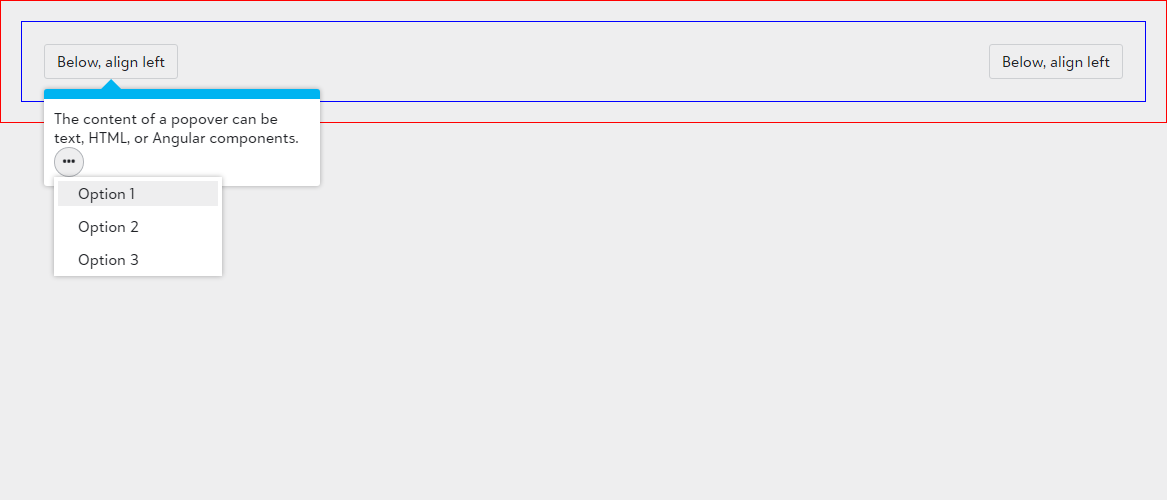 Below, align left
Below, align left
The content of a popover can be
text, HTML, or Angular components.
•••
Option 1
Option 2
Option 3